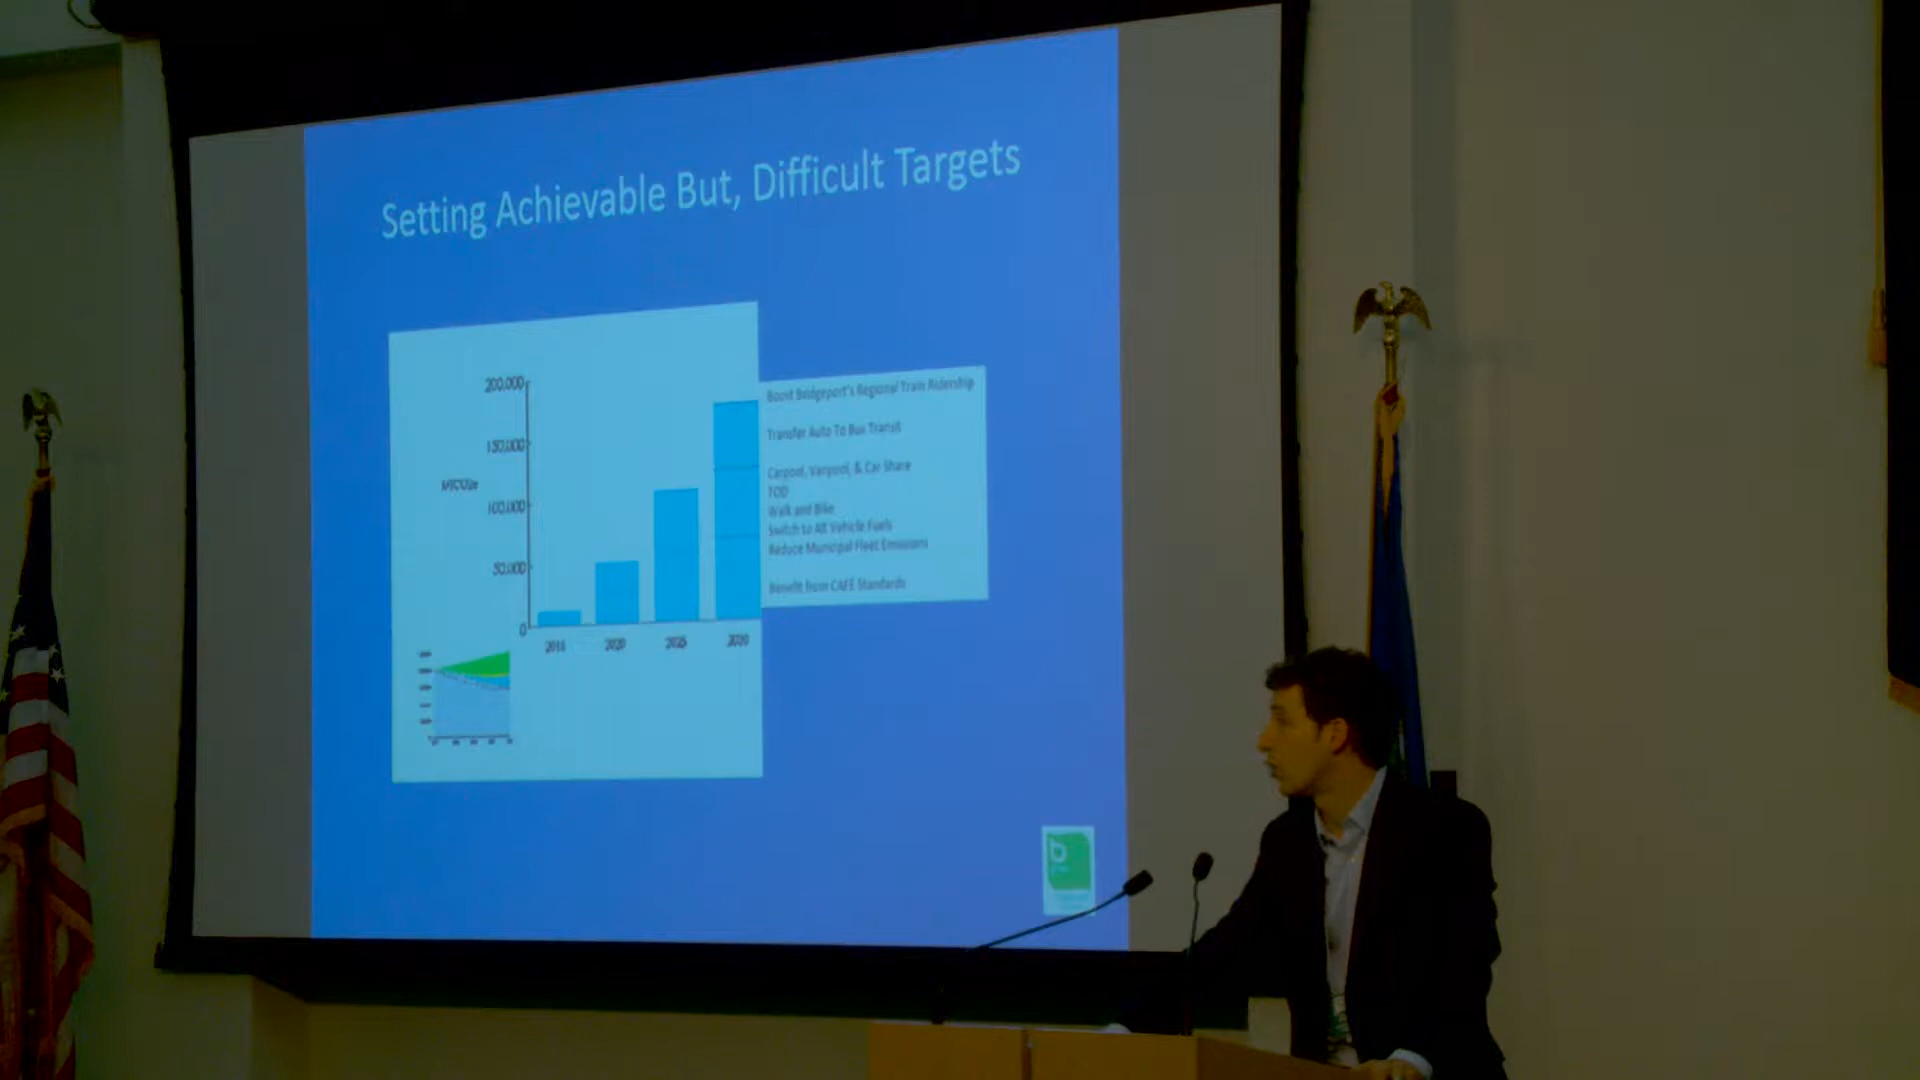 Setting Achievable But, Difficult Targets
200,000
150,000
MTCO2e
100,000
50,000
0
2020
2025
2030
Boost Bridgeport's Regional Train Ridership
Transfer Auto To Bus Transit
Carpool, Vanpool, & Car Share
TOD
Walk and Bike
Switch to Alt Vehicle Fuels
Reduce Municipal Fleet Emissions
Benefit from CAFE Standards
b